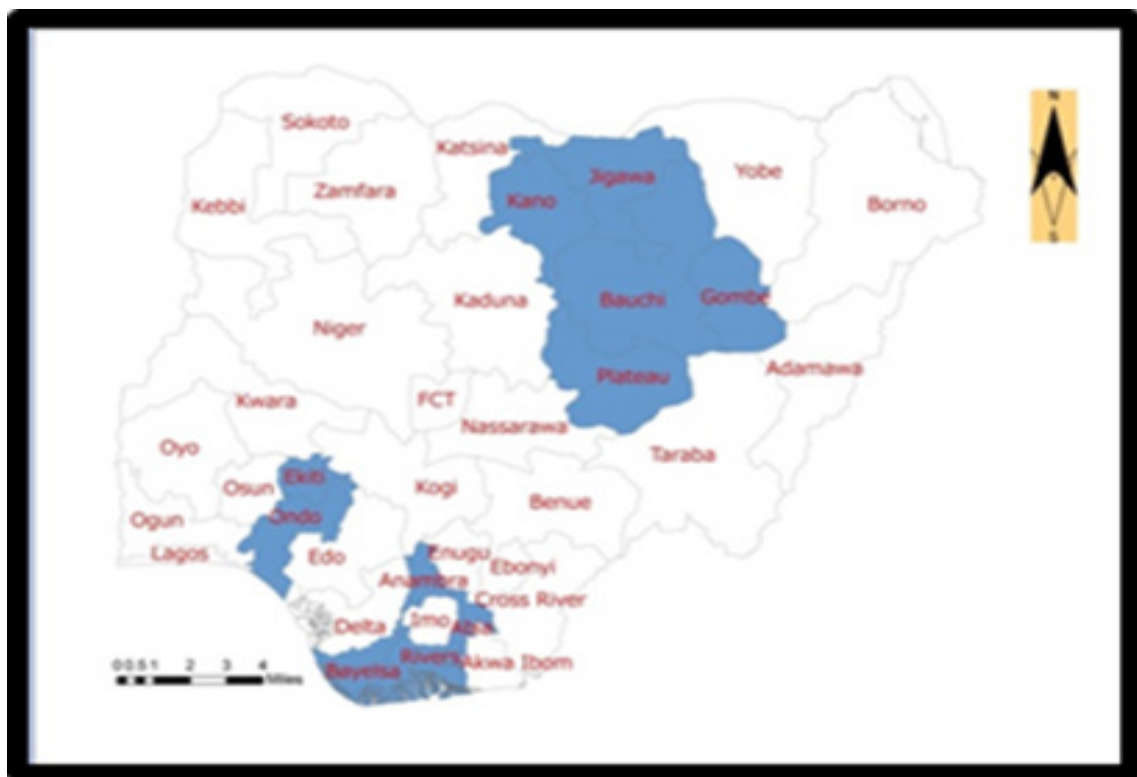 N
Sokoto
Katsina
Jigawa
Yobe
Zamfara
Kano
Kebbi
Borno
Kaduna
Bauchi
Gombe
Niger
Adamawa
Plateau
Kwara
FCT
Nassarawa
Oyo
Taraba
Ekiti
Osun
Kogi
Benue
Ogun
Ondo
Lagos
Edo
Enugu
Ebonyi
Anambra
Cross River
Delta
Imo
Abia
Rivers
Akwa Ibom
Bayelsa
0 0.5 1 2 3 4
Miles
S